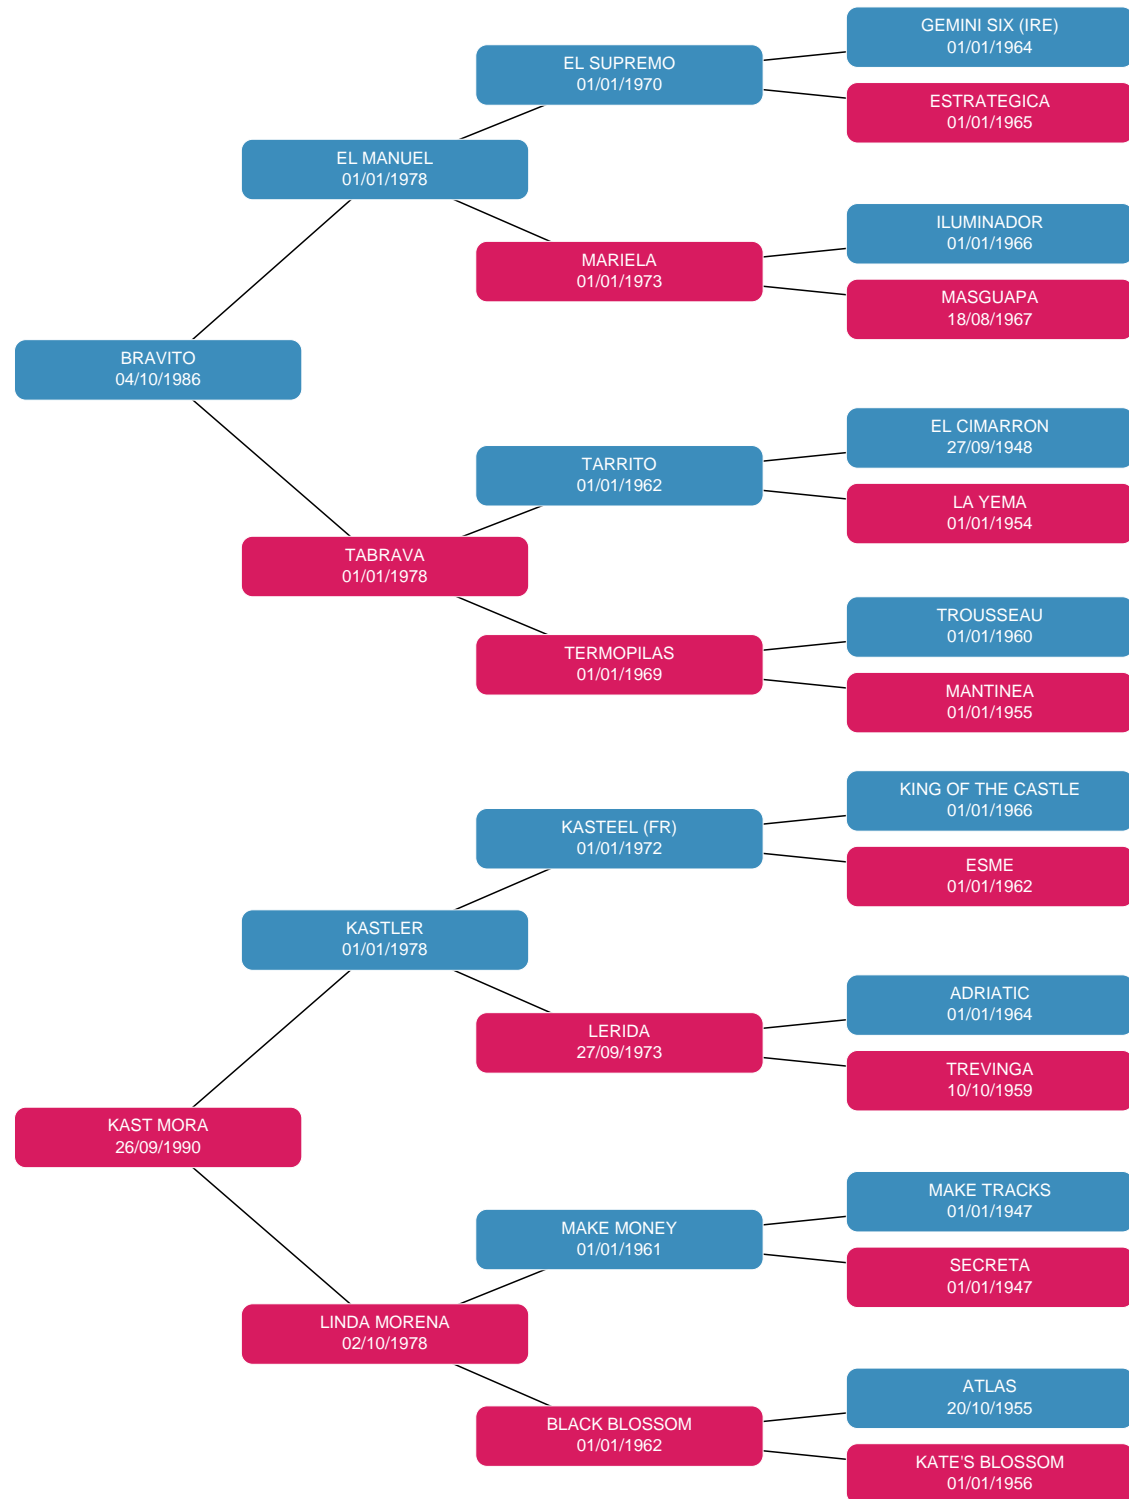 GEMINI SIX (IRE)
01/01/1964
EL SUPREMO
01/01/1970
ESTRATEGICA
01/01/1965
EL MANUEL
01/01/1978
ILUMINADOR
01/01/1966
MARIELA
01/01/1973
MASGUAPA
18/08/1967
BRAVITO
04/10/1986
EL CIMARRON
27/09/1948
TARRITO
01/01/1962
LA YEMA
01/01/1954
TABRAVA
01/01/1978
TROUSSEAU
01/01/1960
TERMOPILAS
01/01/1969
MANTINEA
01/01/1955
KING OF THE CASTLE
01/01/1966
KASTEEL (FR)
01/01/1972
ESME
01/01/1962
KASTLER
01/01/1978
ADRIATIC
01/01/1964
LERIDA
27/09/1973
TREVINGA
10/10/1959
KAST MORA
26/09/1990
MAKE TRACKS
01/01/1947
MAKE MONEY
01/01/1961
SECRETA
01/01/1947
LINDA MORENA
02/10/1978
ATLAS
20/10/1955
BLACK BLOSSOM
01/01/1962
KATE'S BLOSSOM
01/01/1956